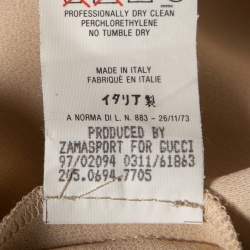 PROFESSIONALLY DRY CLEAN
PERCHLORETHYLENE
NO TUMBLE DRY
MADE IN ITALY
FABRIQUÉ EN ITALIE
イタリア製
A NORMA DI L. N. 883 - 26/11/73
PRODUCED BY
ZAMASPORT FOR GUCCI
97/02094 0311/61863
205.0694.7705